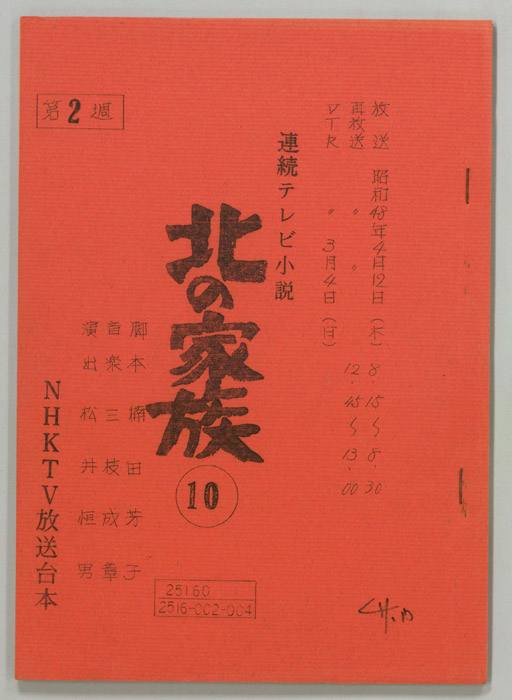 放送 昭和48年4月12日(木) 8.15〜8.30
再放送 〃 〃 12.45〜13.00
VTR 〃 3月4日(日)
連続テレビ小説
北の家族
⑩
第2週
脚本 楠田芳子
音楽 三枝成章
演出 松井恒男
NHKTV放送台本
25160
2516-002-004